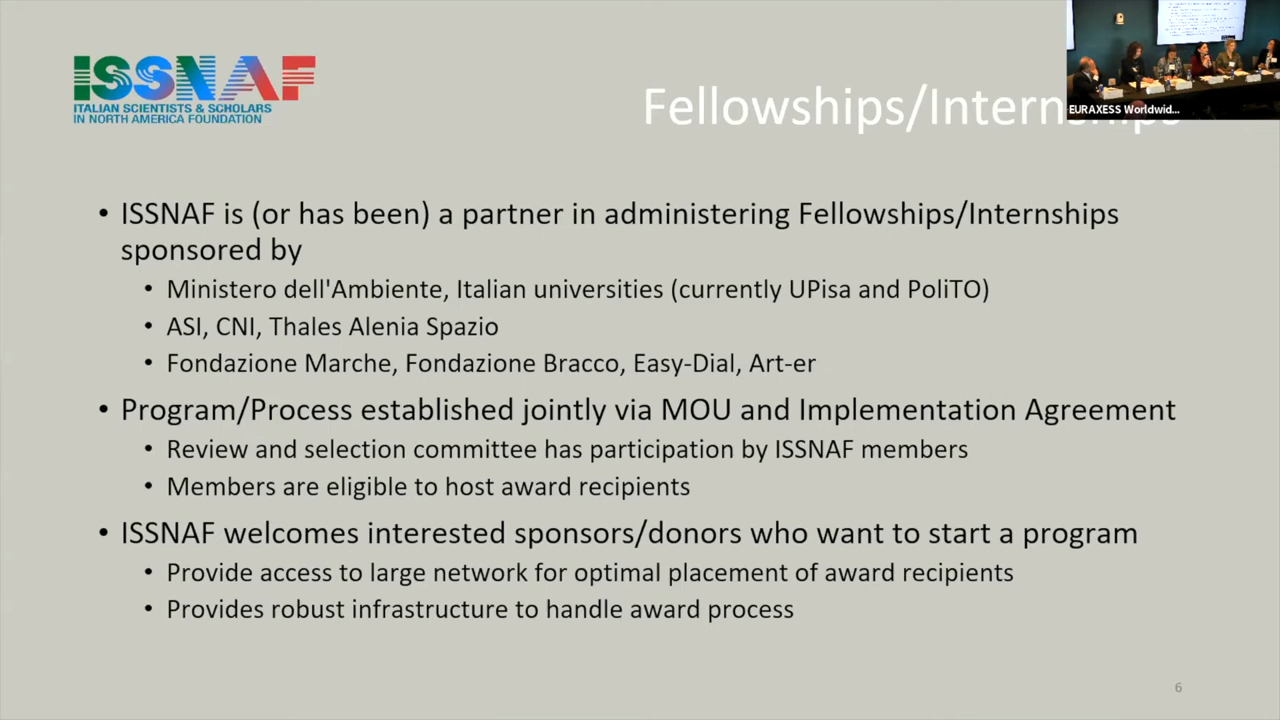 ISSNAF
ITALIAN SCIENTISTS & SCHOLARS
IN NORTH AMERICA FOUNDATION
Fellowships/Internships
EURAXESS Worldwid...
• ISSNAF is (or has been) a partner in administering Fellowships/Internships
sponsored by
• Ministero dell'Ambiente, Italian universities (currently UPisa and PoliTO)
• ASI, CNI, Thales Alenia Spazio
• Fondazione Marche, Fondazione Bracco, Easy-Dial, Art-er
• Program/Process established jointly via MOU and Implementation Agreement
• Review and selection committee has participation by ISSNAF members
• Members are eligible to host award recipients
• ISSNAF welcomes interested sponsors/donors who want to start a program
• Provide access to large network for optimal placement of award recipients
• Provides robust infrastructure to handle award process
6